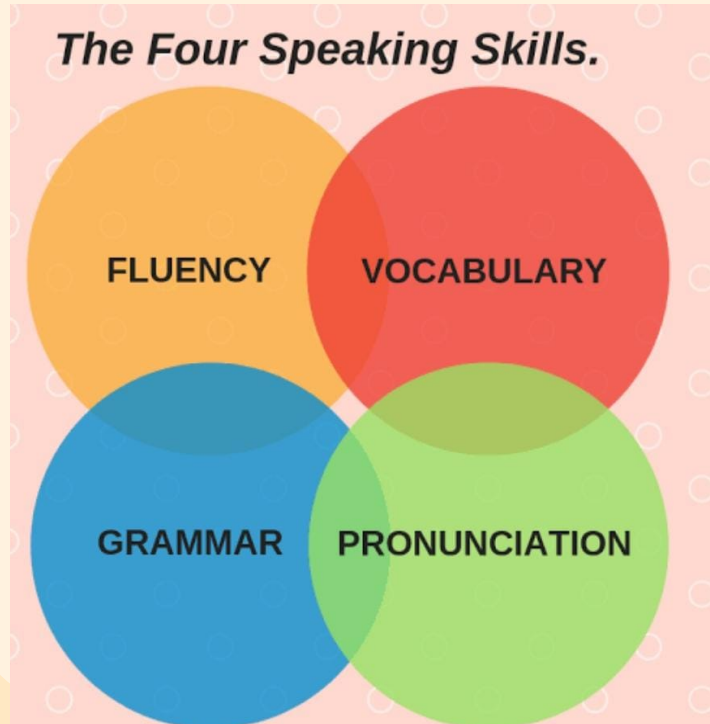 The Four Speaking Skills.
FLUENCY
VOCABULARY
GRAMMAR
PRONUNCIATION